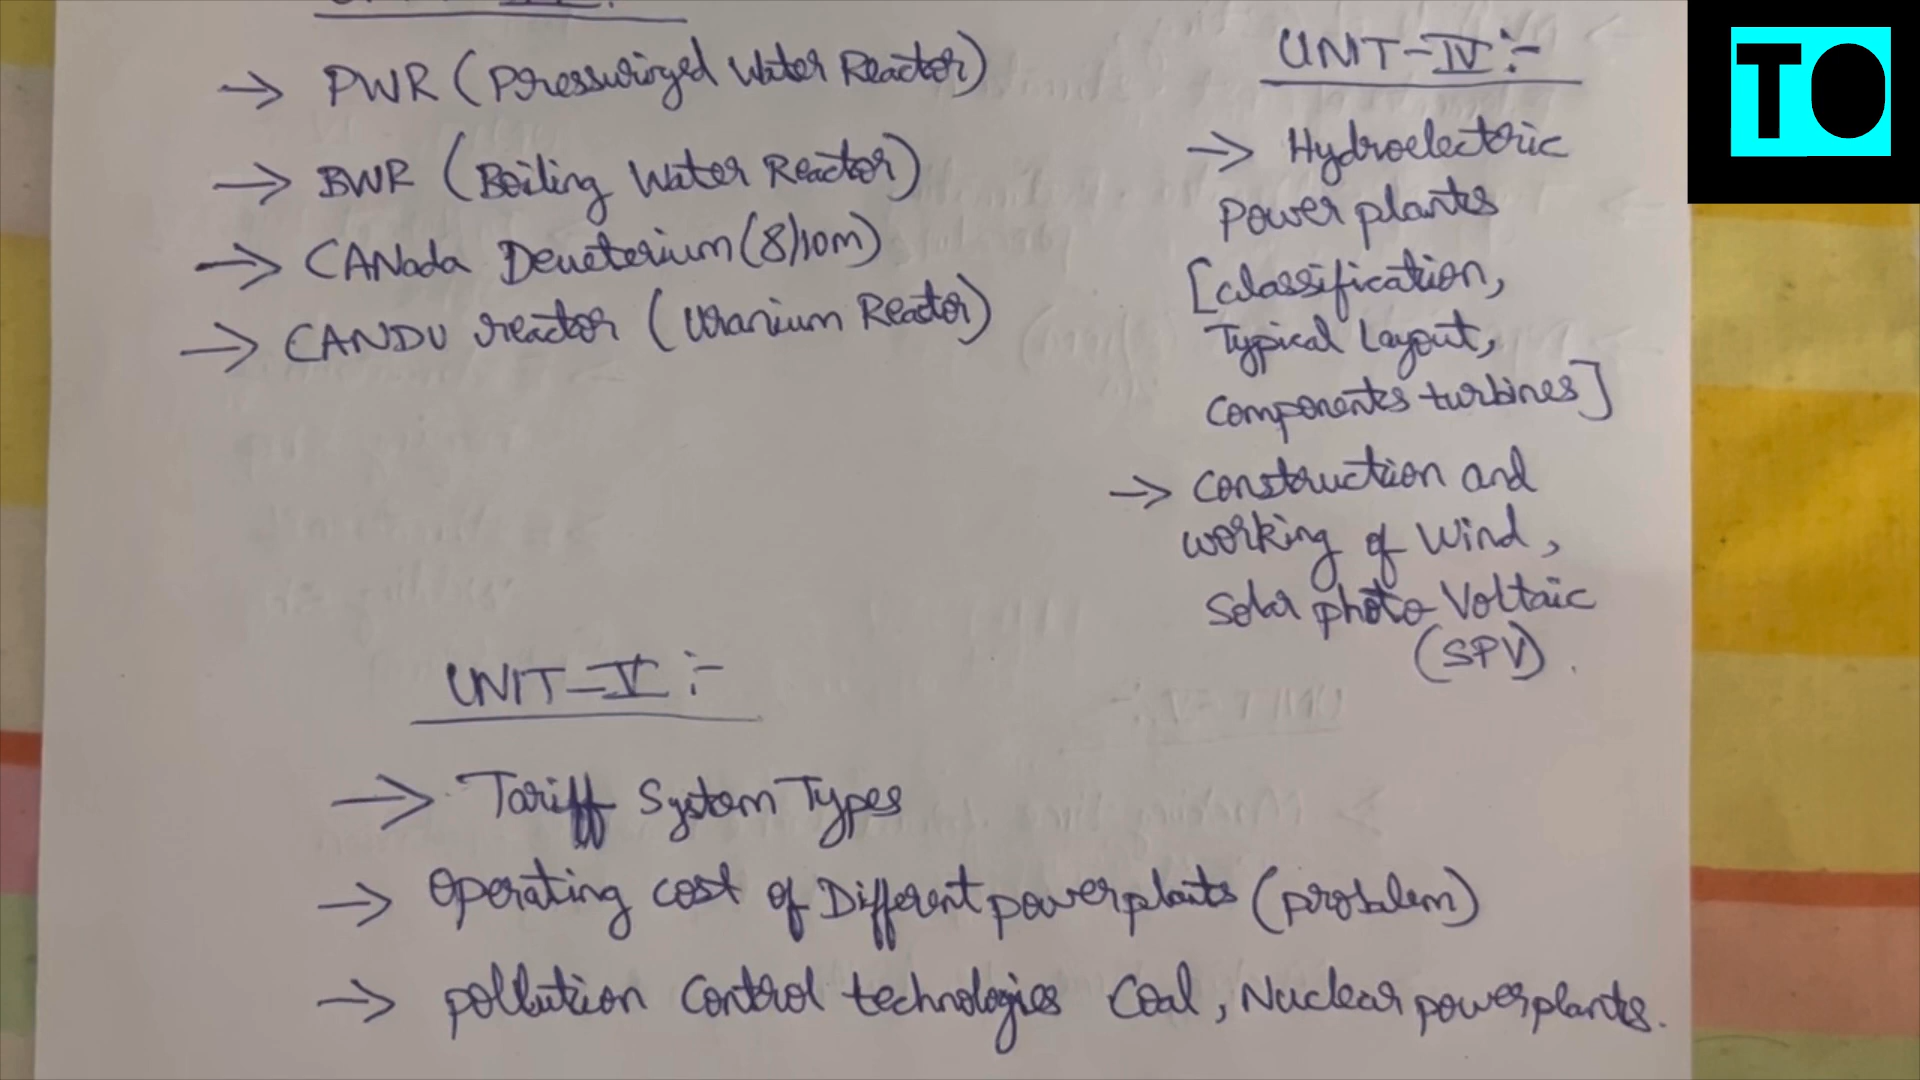 → PWR (Pressurized Water Reactor)
→ BWR (Boiling Water Reactor)
→ CANada Deuterium (8/10m)
→ CANDU reactor (Uranium Reactor)
UNIT-IV :-
→ Hydroelectric
Power plants
[classification,
Typical Layout,
Components turbines]
→ Construction and
working of Wind,
Solar photo Voltaic
(SPV).
UNIT-V :-
→ Tariff System Types
→ Operating cost of Different powerplants (problem)
→ pollution control technologies Coal, Nuclear powerplants.
TO